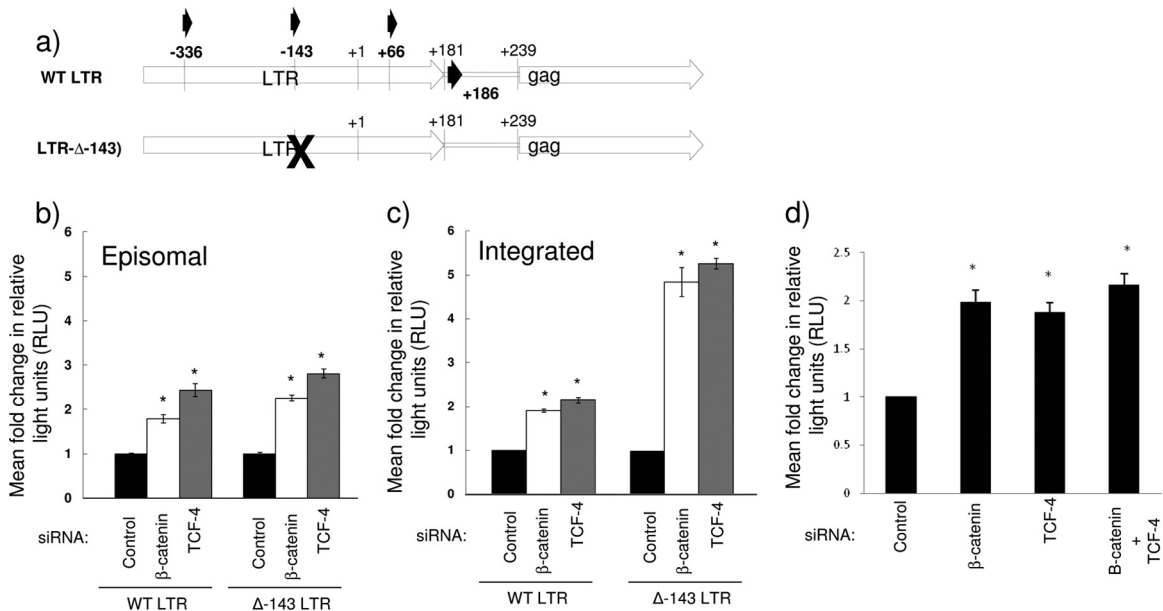 a)
-336 -143 +1 +66 +181 +239
WT LTR LTR gag
+186
+1 +181 +239
LTR-Δ-143) LTR gag
X
b)
Episomal
Mean fold change in relative
light units (RLU)
6
5
4
3
2
1
0
* * * *
siRNA: Control β-catenin TCF-4 Control β-catenin TCF-4
WT LTR Δ-143 LTR
c)
Integrated
Mean fold change in relative
light units (RLU)
6
5
4
3
2
1
0
* * * *
siRNA: Control β-catenin TCF-4 Control β-catenin TCF-4
WT LTR Δ-143 LTR
d)
Mean fold change in relative
light units (RLU)
2.5
2
1.5
1
0.5
0
* * *
siRNA: Control β-catenin TCF-4 B-catenin
+
TCF-4